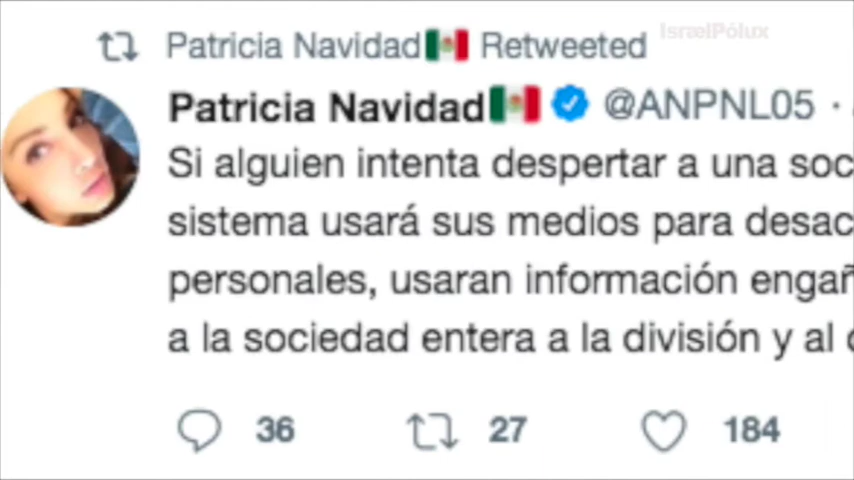 IsraelPólux
Patricia Navidad🇲🇽 Retweeted
Patricia Navidad🇲🇽 @ANPNL05 ·
Si alguien intenta despertar a una soc
sistema usará sus medios para desac
personales, usaran información engañ
a la sociedad entera a la división y al
36 27 184